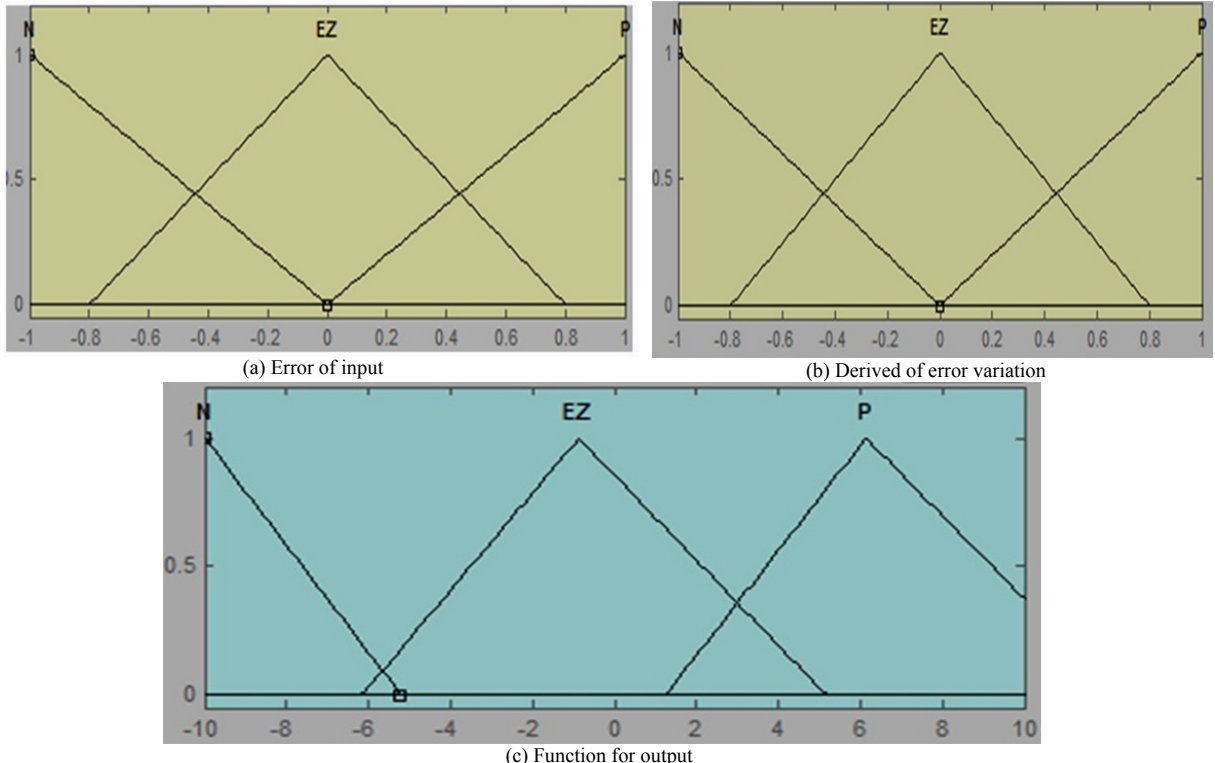 N EZ P
1
0.5
0
-1 -0.8 -0.6 -0.4 -0.2 0 0.2 0.4 0.6 0.8 1
(a) Error of input
N EZ P
1
0.5
0
-1 -0.8 -0.6 -0.4 -0.2 0 0.2 0.4 0.6 0.8 1
(b) Derived of error variation
N EZ P
1
0.5
0
-10 -8 -6 -4 -2 0 2 4 6 8 10
(c) Function for output